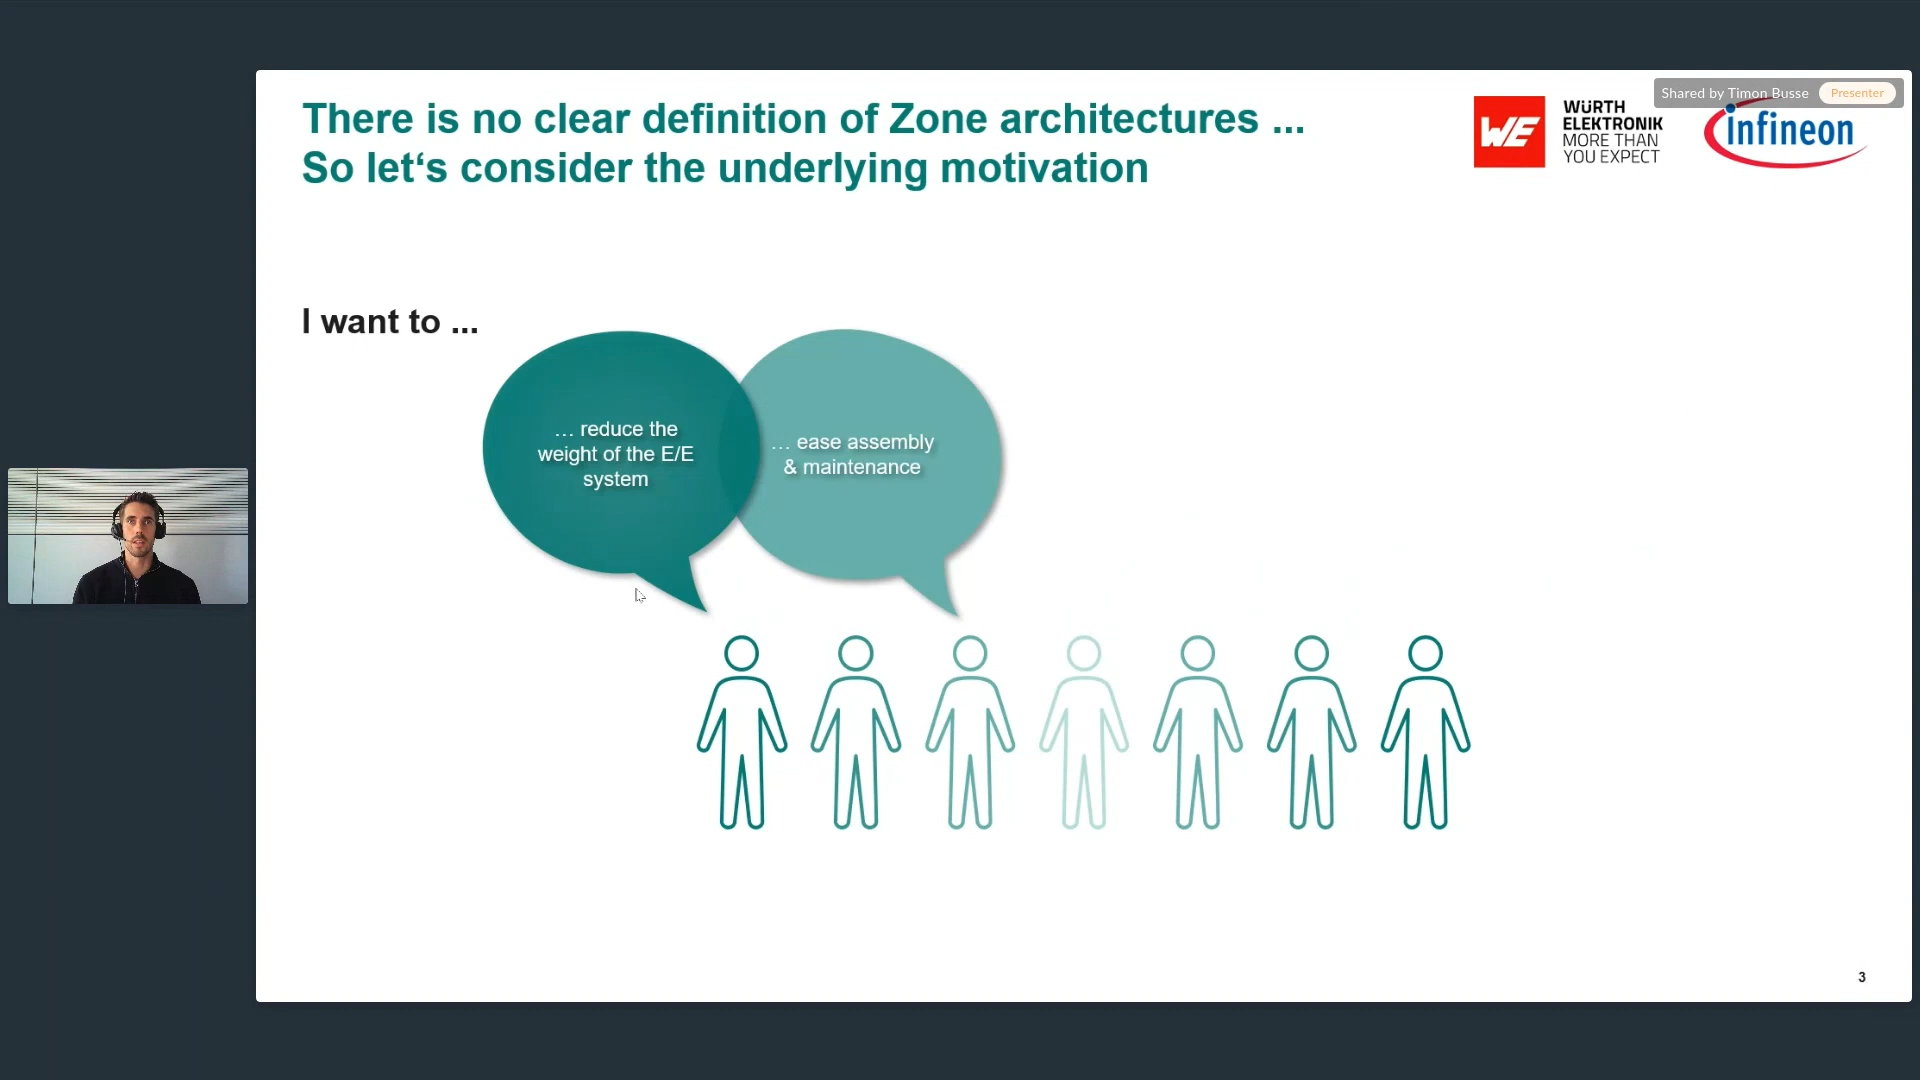 There is no clear definition of Zone architectures ...
So let‘s consider the underlying motivation
WÜRTH
ELEKTRONIK
MORE THAN
YOU EXPECT
WE
infineon
Shared by Timon Busse
Presenter
I want to ...
... reduce the
weight of the E/E
system
... ease assembly
& maintenance
3